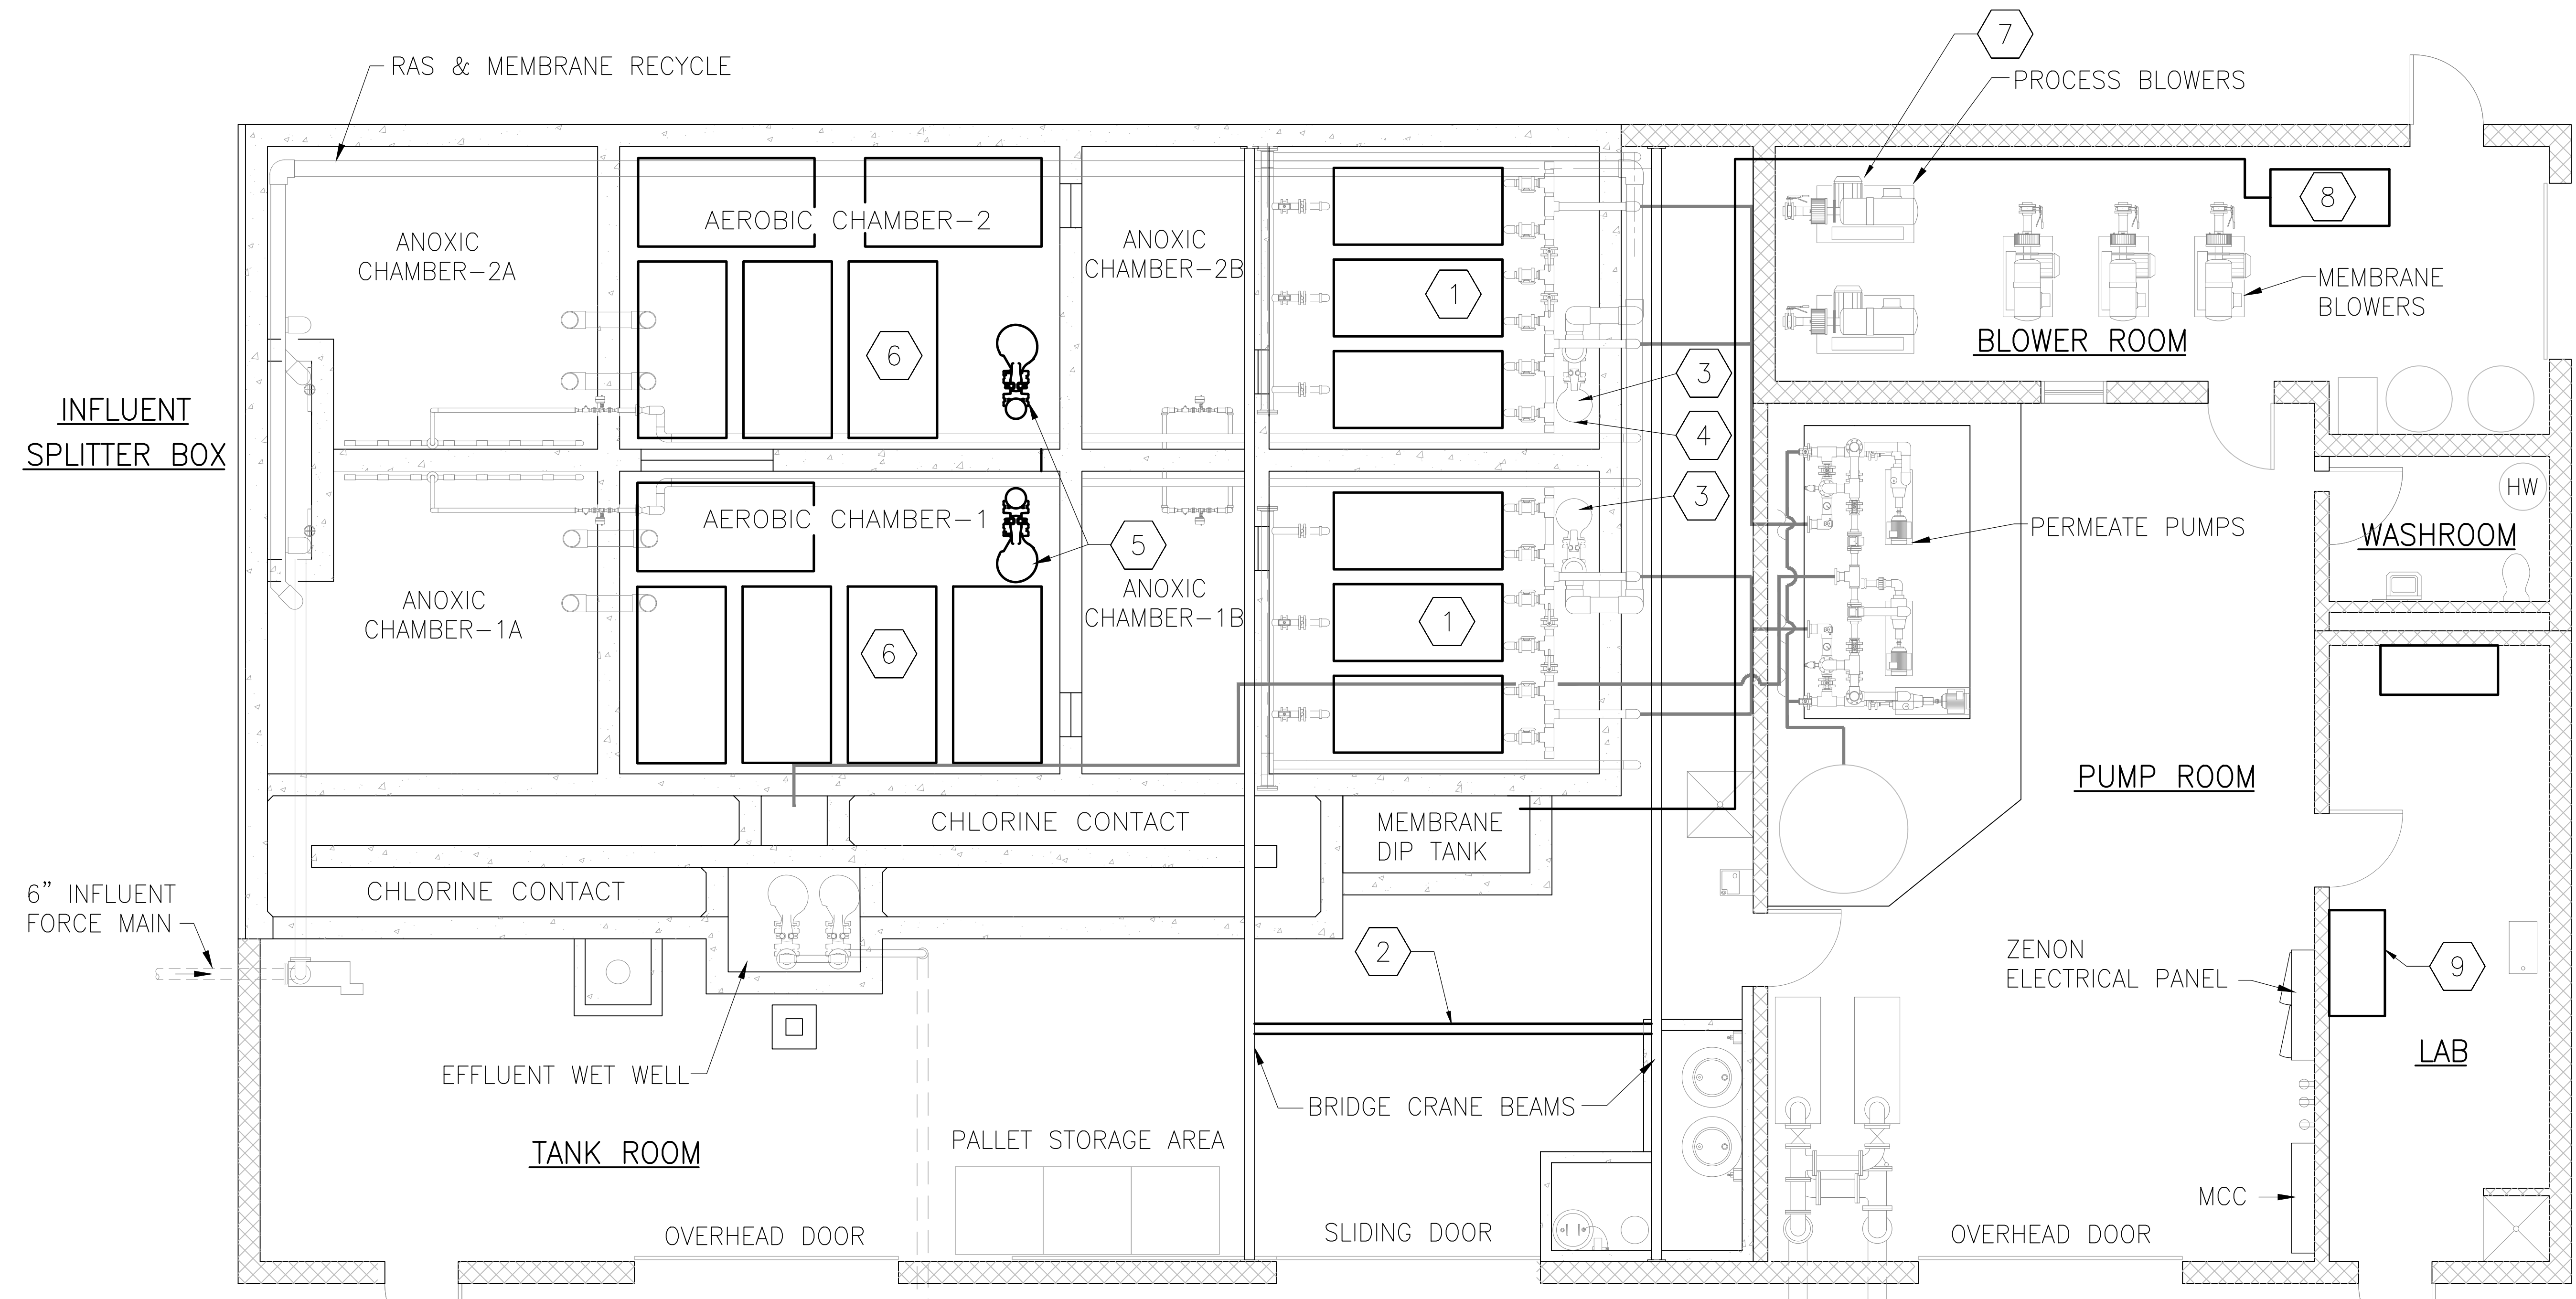 7
RAS & MEMBRANE RECYCLE
PROCESS BLOWERS
8
AEROBIC CHAMBER-2
ANOXIC
CHAMBER-2A
ANOXIC
CHAMBER-2B
1
MEMBRANE
BLOWERS
BLOWER ROOM
6
3
INFLUENT
SPLITTER BOX
4
3
HW
AEROBIC CHAMBER-1
PERMEATE PUMPS
WASHROOM
5
ANOXIC
CHAMBER-1A
ANOXIC
CHAMBER-1B
1
6
PUMP ROOM
CHLORINE CONTACT
MEMBRANE
DIP TANK
CHLORINE CONTACT
6" INFLUENT
FORCE MAIN
2
ZENON
ELECTRICAL PANEL
9
LAB
EFFLUENT WET WELL
BRIDGE CRANE BEAMS
TANK ROOM
PALLET STORAGE AREA
MCC
OVERHEAD DOOR
SLIDING DOOR
OVERHEAD DOOR